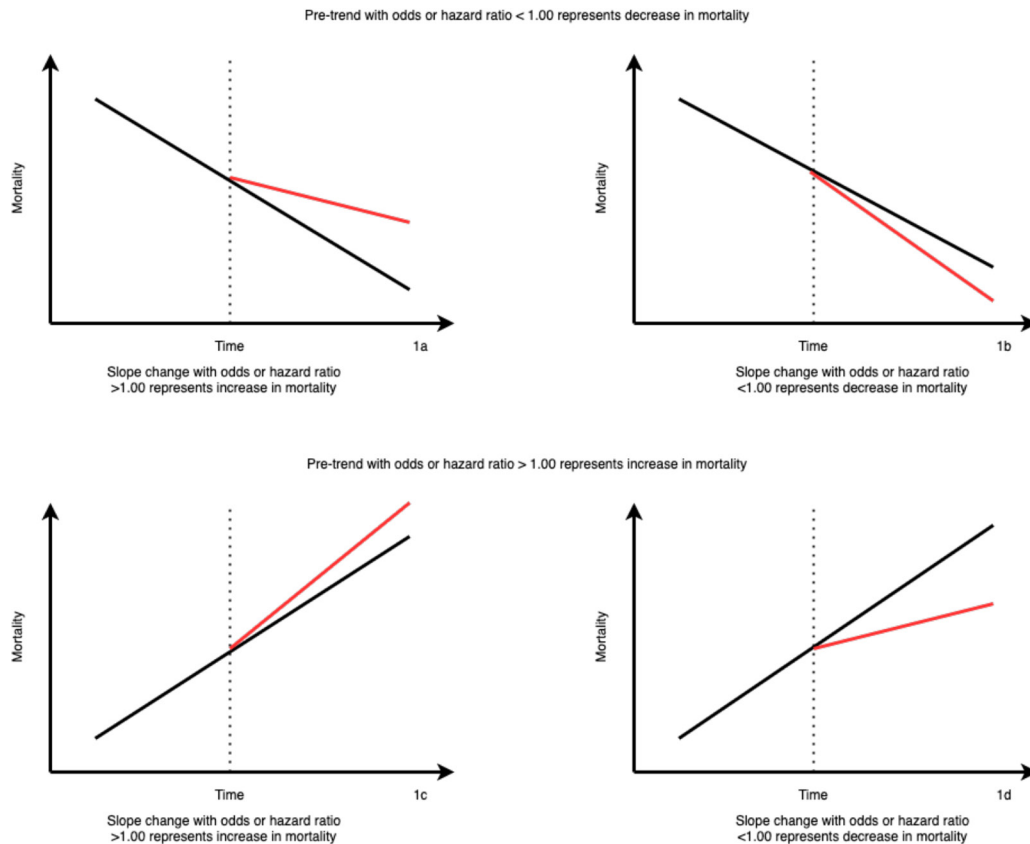 Pre-trend with odds or hazard ratio < 1.00 represents decrease in mortality
Mortality
Time
1a
Slope change with odds or hazard ratio
>1.00 represents increase in mortality
Mortality
Time
1b
Slope change with odds or hazard ratio
<1.00 represents decrease in mortality
Pre-trend with odds or hazard ratio > 1.00 represents increase in mortality
Mortality
Time
1c
Slope change with odds or hazard ratio
>1.00 represents increase in mortality
Mortality
Time
1d
Slope change with odds or hazard ratio
<1.00 represents decrease in mortality